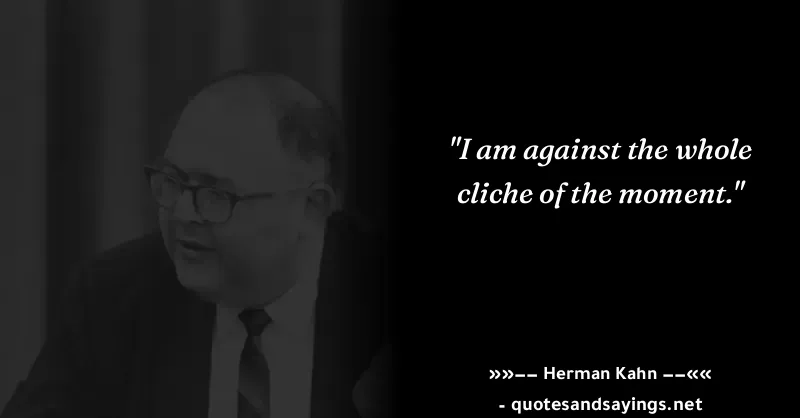 "I am against the whole
cliche of the moment."
»»–– Herman Kahn ––««
- quotesandsayings.net